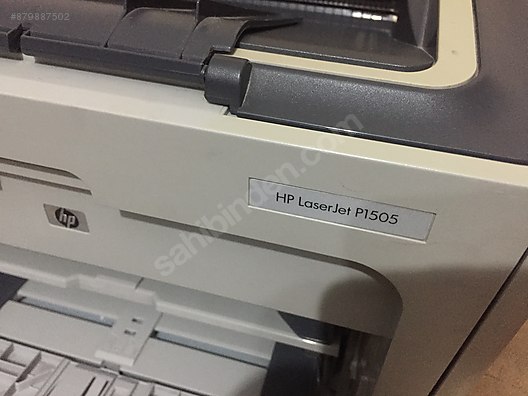 #879887502
sahibinden.com
HP LaserJet P1505
hp